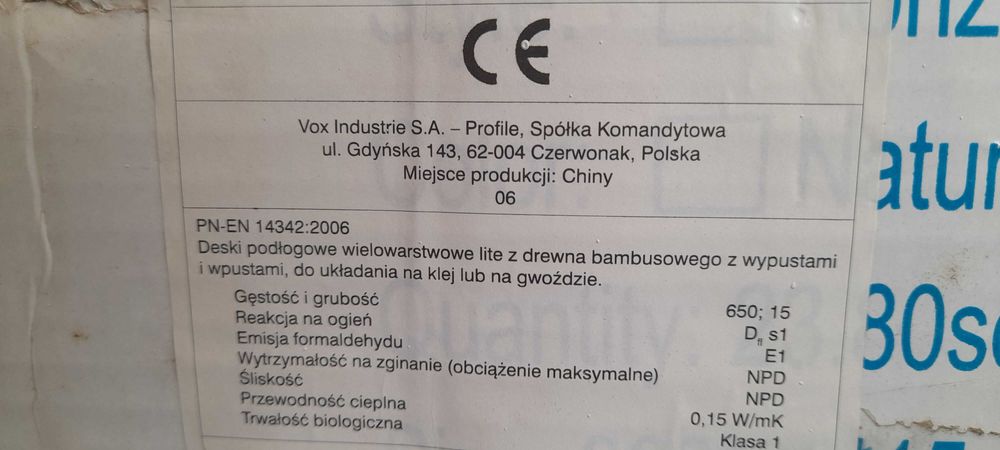 CE
Vox Industrie S.A. – Profile, Spółka Komandytowa
ul. Gdyńska 143, 62-004 Czerwonak, Polska
Miejsce produkcji: Chiny
06
PN-EN 14342:2006
Deski podłogowe wielowarstwowe lite z drewna bambusowego z wypustami
i wpustami, do układania na klej lub na gwoździe.
Gęstość i grubość 650; 15
Reakcja na ogień Dfl s1
Emisja formaldehydu E1
Wytrzymałość na zginanie (obciążenie maksymalne) NPD
Śliskość NPD
Przewodność cieplna 0,15 W/mK
Trwałość biologiczna Klasa 1
Quantity: